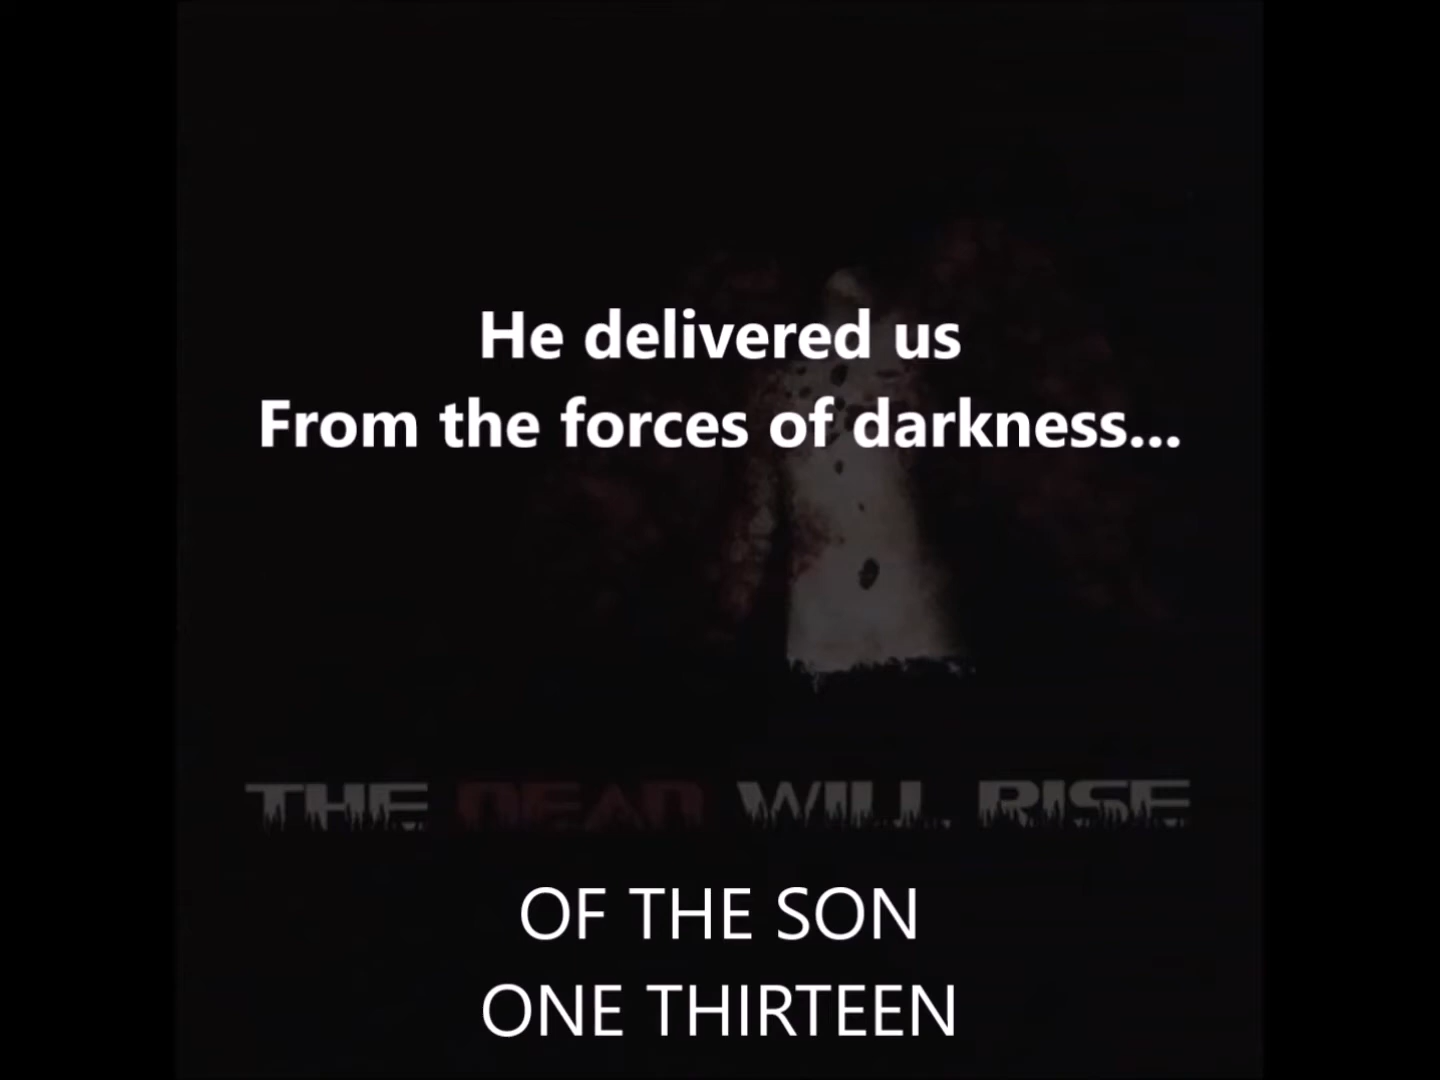 He delivered us
From the forces of darkness...
THE DEAD WILL RISE
OF THE SON
ONE THIRTEEN